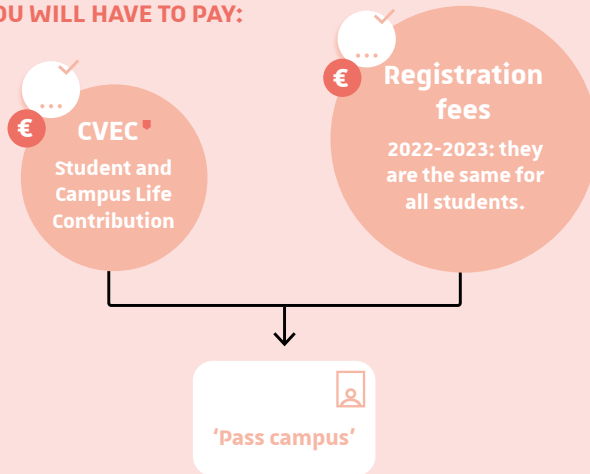 OU WILL HAVE TO PAY:
€
CVEC
Student and
Campus Life
Contribution
€
Registration
fees
2022-2023: they
are the same for
all students.
‘Pass campus’